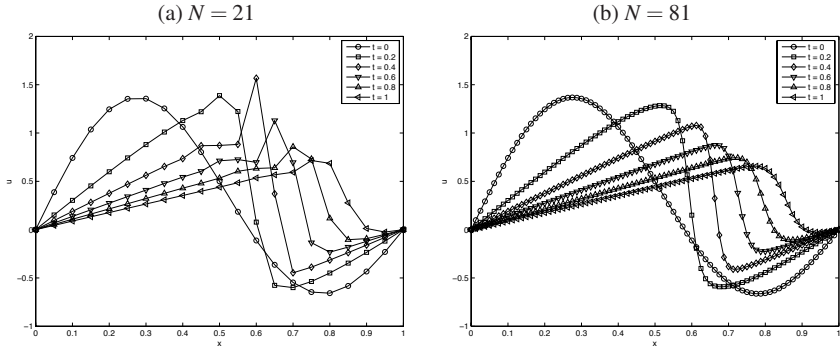 (a) N = 21
(b) N = 81
2
1.5
1
0.5
0
−0.5
−1
u
0 0.1 0.2 0.3 0.4 0.5 0.6 0.7 0.8 0.9 1
x
t = 0
t = 0.2
t = 0.4
t = 0.6
t = 0.8
t = 1
2
1.5
1
0.5
0
−0.5
−1
u
0 0.1 0.2 0.3 0.4 0.5 0.6 0.7 0.8 0.9 1
x
t = 0
t = 0.2
t = 0.4
t = 0.6
t = 0.8
t = 1